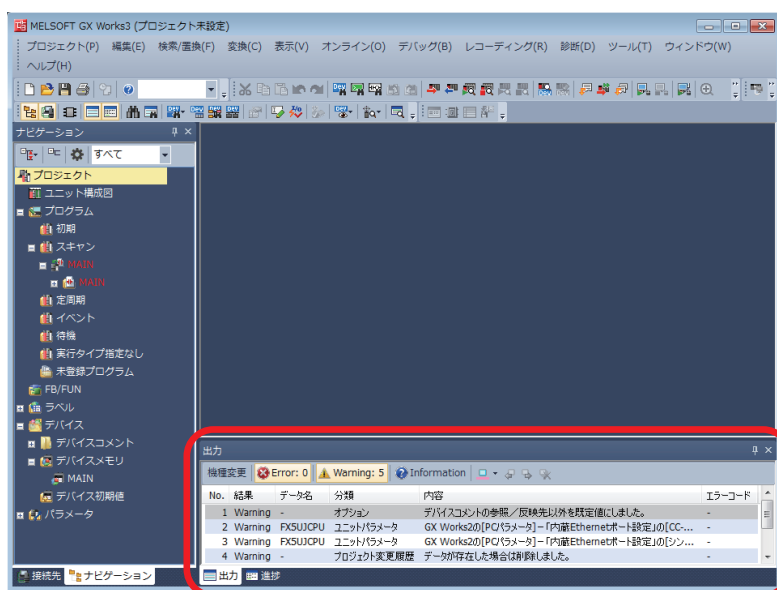 MELSOFT GX Works3 (プロジェクト未設定)
プロジェクト(P) 編集(E) 検索/置換(F) 変換(C) 表示(V) オンライン(O) デバッグ(B) レコーディング(R) 診断(D) ツール(T) ウィンドウ(W)
ヘルプ(H)
ナビゲーション
すべて
プロジェクト
ユニット構成図
プログラム
初期
スキャン
MAIN
MAIN
定周期
イベント
待機
実行タイプ指定なし
未登録プログラム
FB/FUN
ラベル
デバイス
デバイスコメント
デバイスメモリ
MAIN
デバイス初期値
パラメータ
接続先 ナビゲーション
出力
機種変更 Error: 0 Warning: 5 Information
No. 結果 データ名 分類 内容 エラーコード
1 Warning - オプション デバイスコメントの参照／反映先以外を既定値にしました。 -
2 Warning FX5UJCPU ユニットパラメータ GX Works2の[PCパラメータ]-「内蔵Ethernetポート設定」の[CC-... -
3 Warning FX5UJCPU ユニットパラメータ GX Works2の[PCパラメータ]-「内蔵Ethernetポート設定」の[シン... -
4 Warning - プロジェクト変更履歴 データが存在した場合は削除しました。 -
出力 進捗